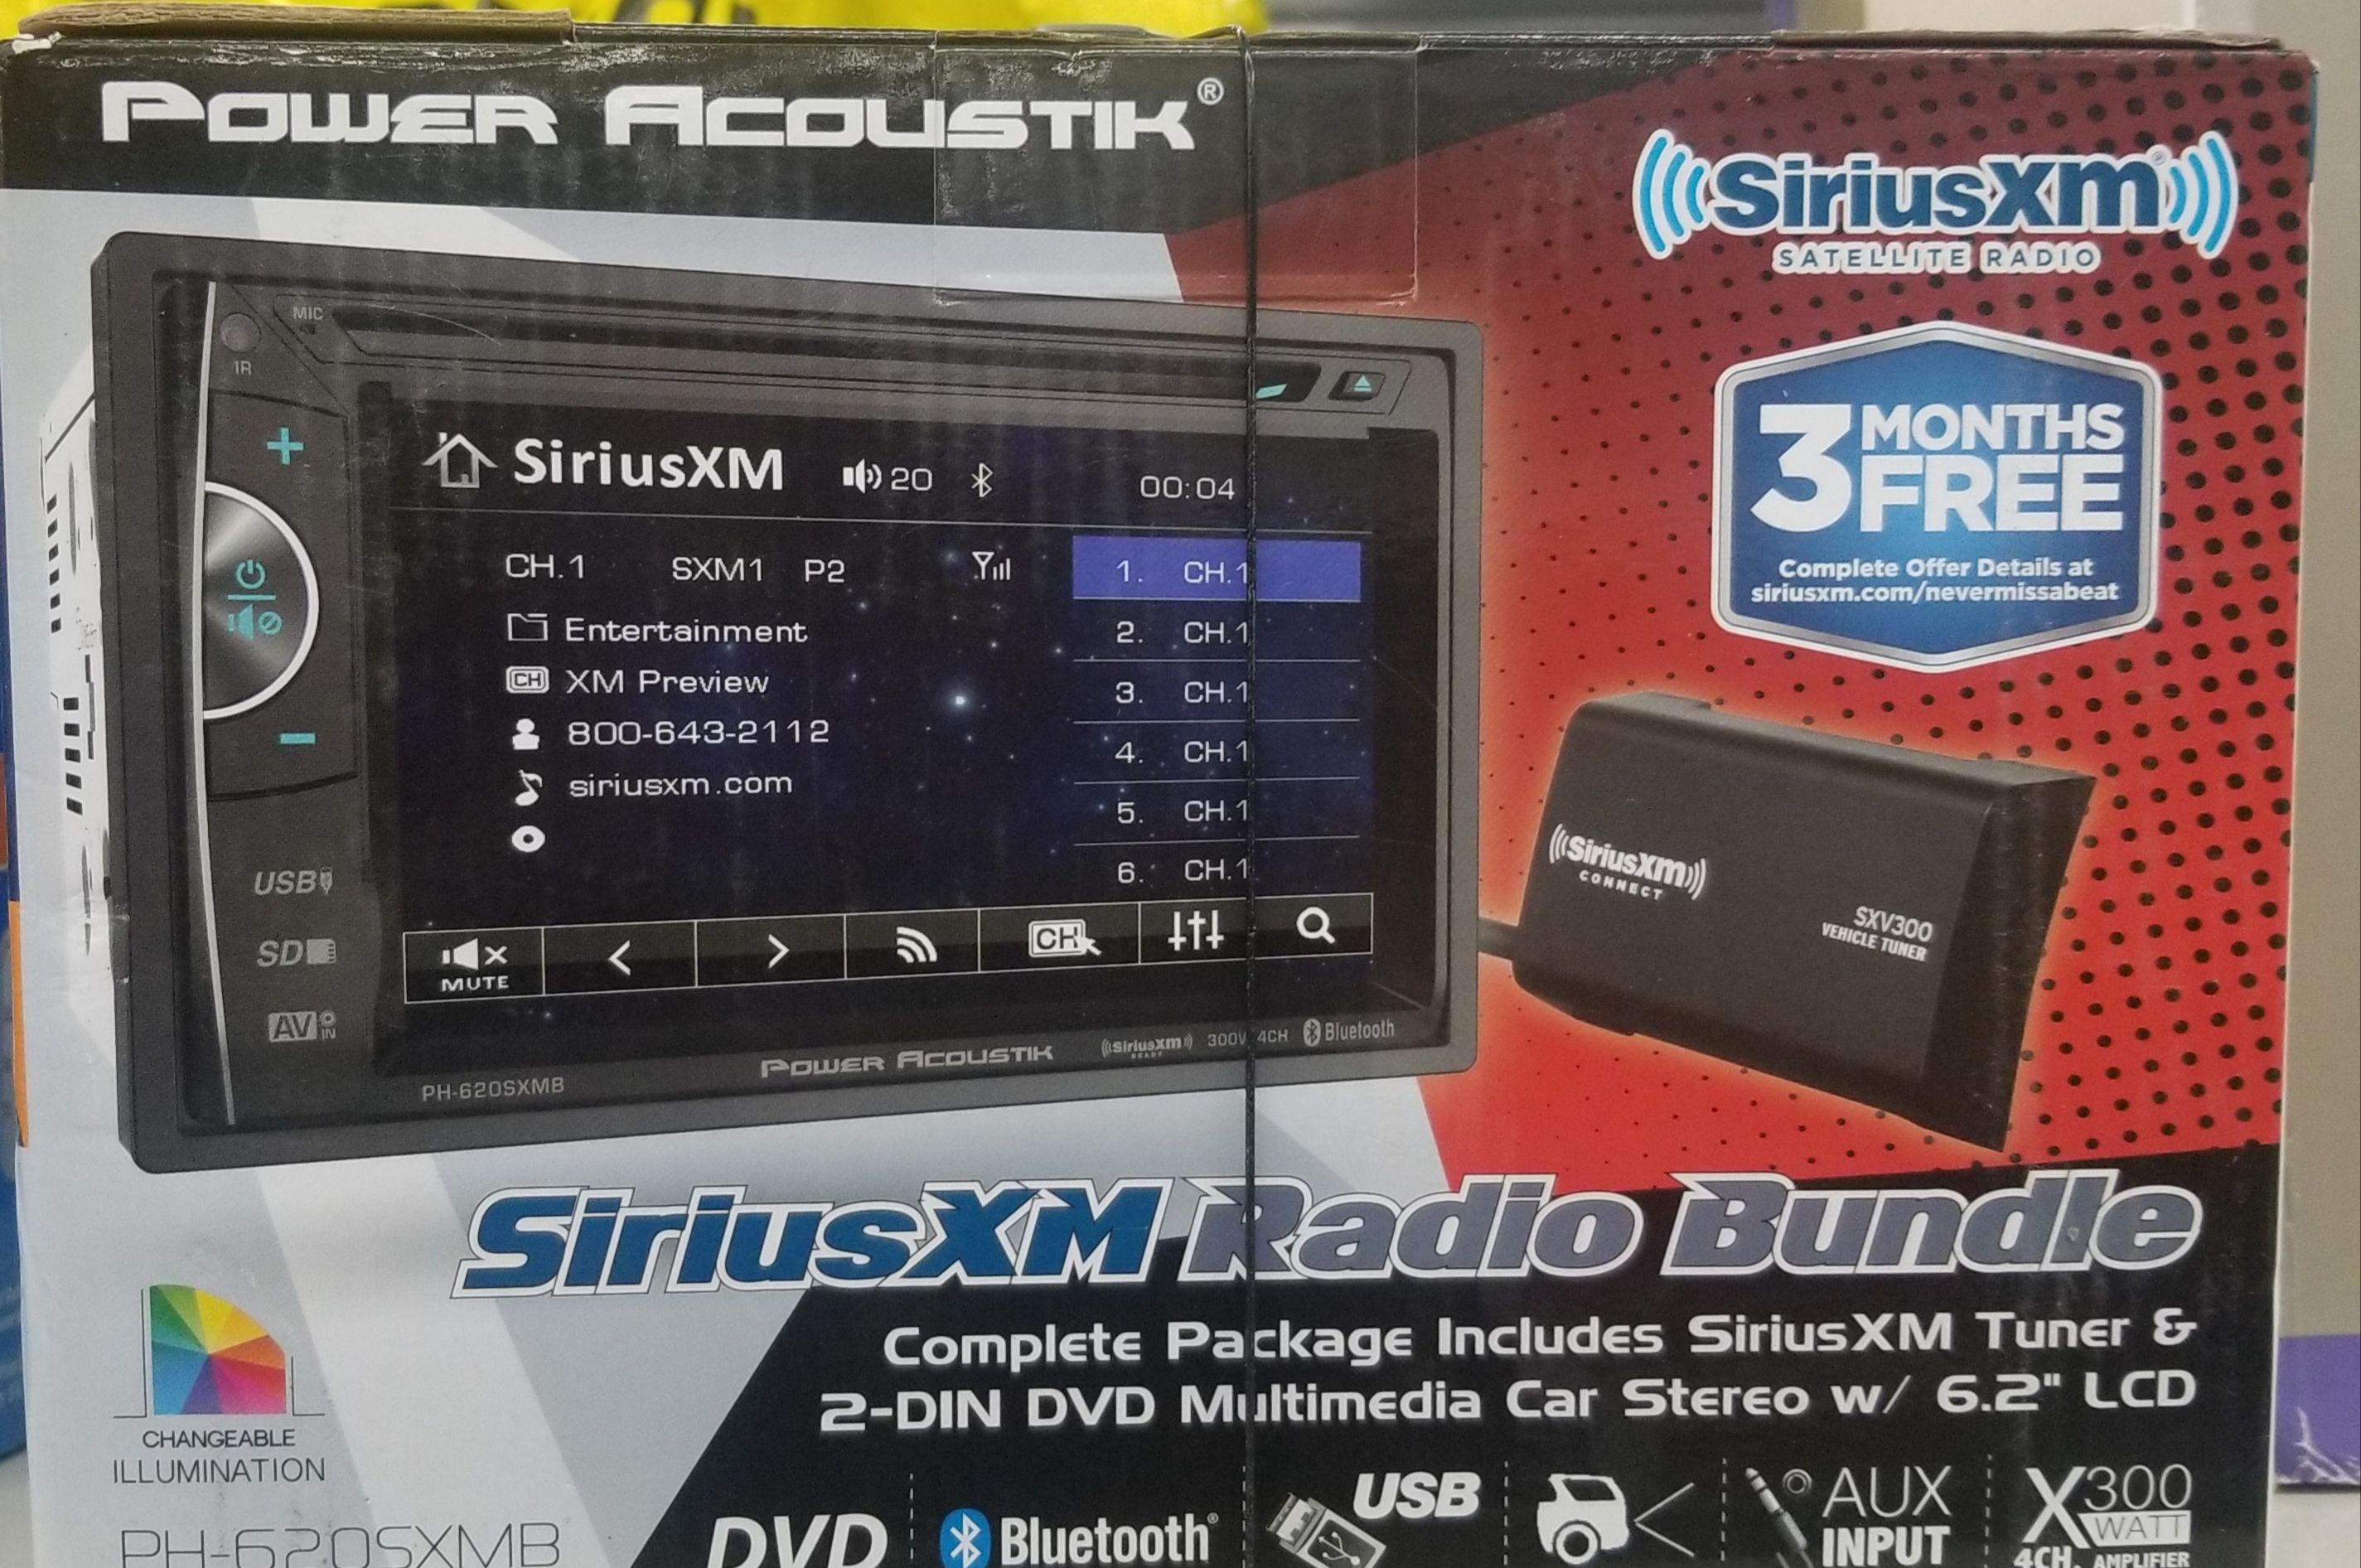 POWER ACOUSTIK®
((SiriusXm®))
SATELLITE RADIO
3 MONTHS
FREE
Complete Offer Details at
siriusxm.com/nevermissabeat
MIC
IR
SiriusXM 20 00:04
CH.1 SXM1 P2
Entertainment
CH XM Preview
800-643-2112
siriusxm.com
1. CH.1
2. CH.1
3. CH.1
4. CH.1
5. CH.1
6. CH.1
USB
SD
AV IN
MUTE
CH
PH-620SXMB
POWER ACOUSTIK
((SiriusXm))
READY
300W 4CH
Bluetooth
((SiriusXm))
CONNECT
SXV300
VEHICLE TUNER
SiriusXM Radio Bundle
Complete Package Includes SiriusXM Tuner &
2-DIN DVD Multimedia Car Stereo w/ 6.2" LCD
CHANGEABLE
ILLUMINATION
PH-620SXMB
DVD
Bluetooth®
USB
AUX
INPUT
X300
WATT
4CH. AMPLIFIER